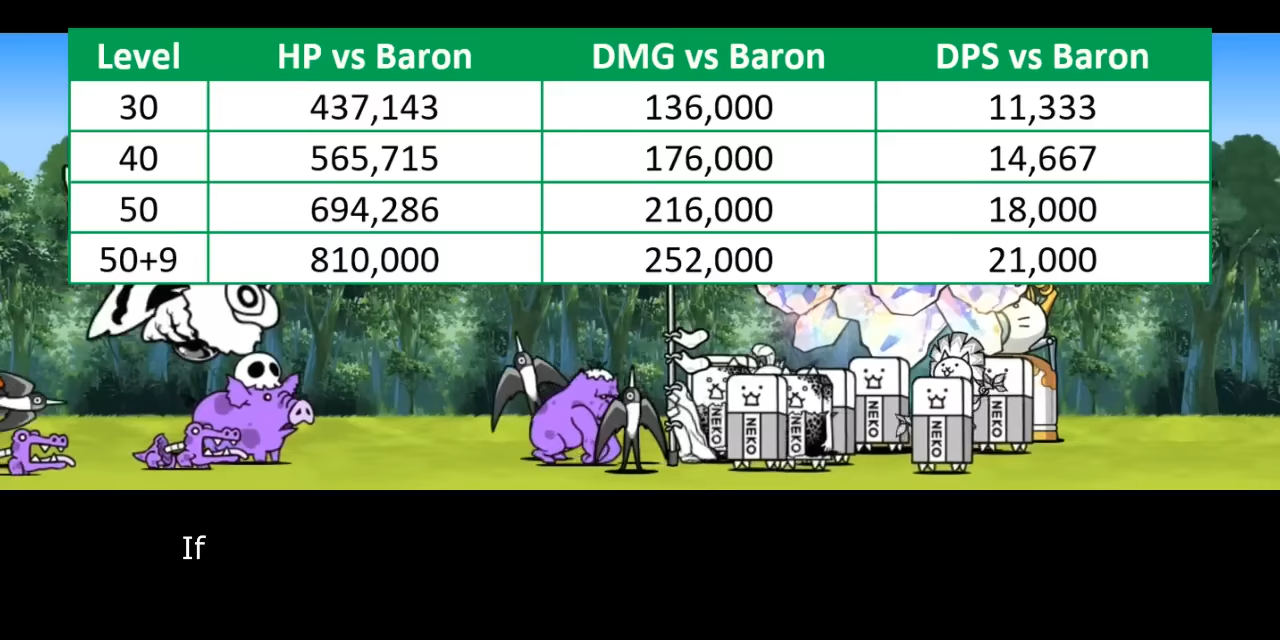 Level HP vs Baron DMG vs Baron DPS vs Baron
30 437,143 136,000 11,333
40 565,715 176,000 14,667
50 694,286 216,000 18,000
50+9 810,000 252,000 21,000
NEKO NEKO NEKO NEKO NEKO NEKO
If